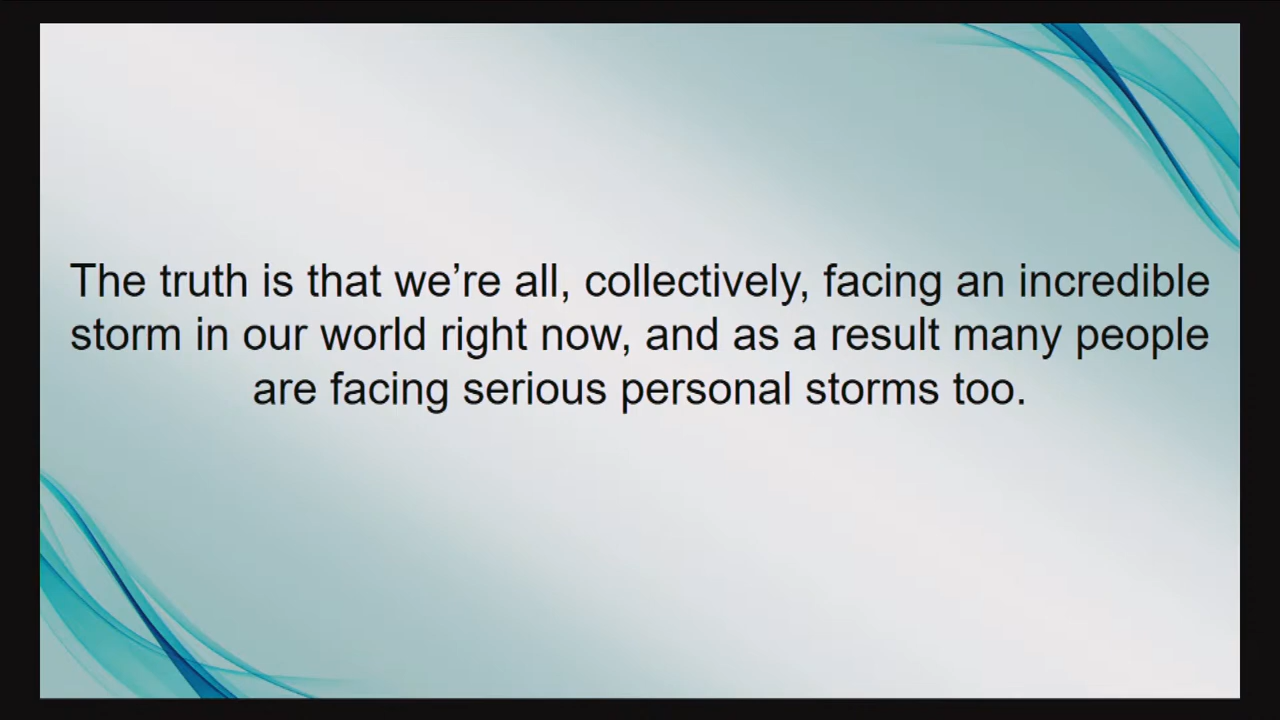 The truth is that we’re all, collectively, facing an incredible
storm in our world right now, and as a result many people
are facing serious personal storms too.